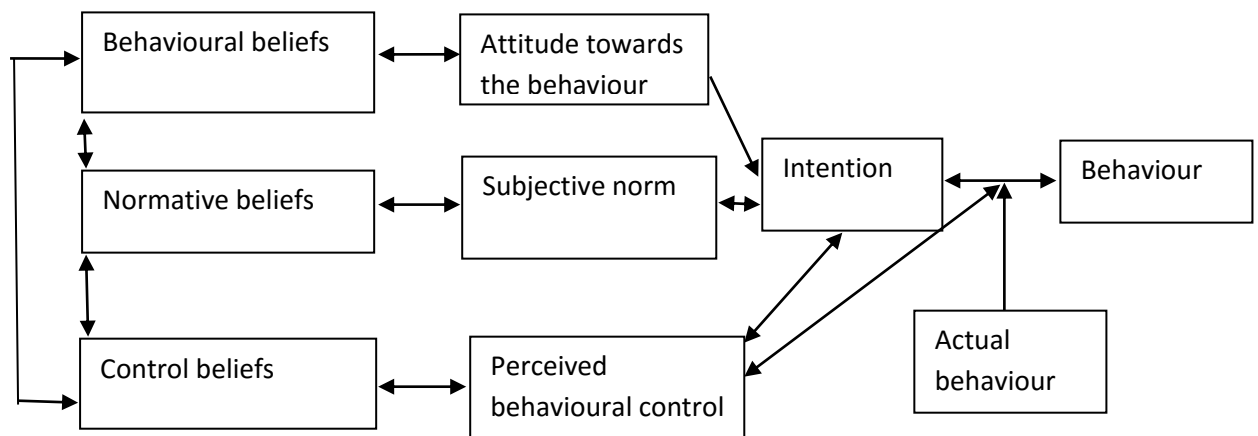 Behavioural beliefs
Attitude towards
the behaviour
Normative beliefs
Subjective norm
Intention
Behaviour
Control beliefs
Perceived
behavioural control
Actual
behaviour